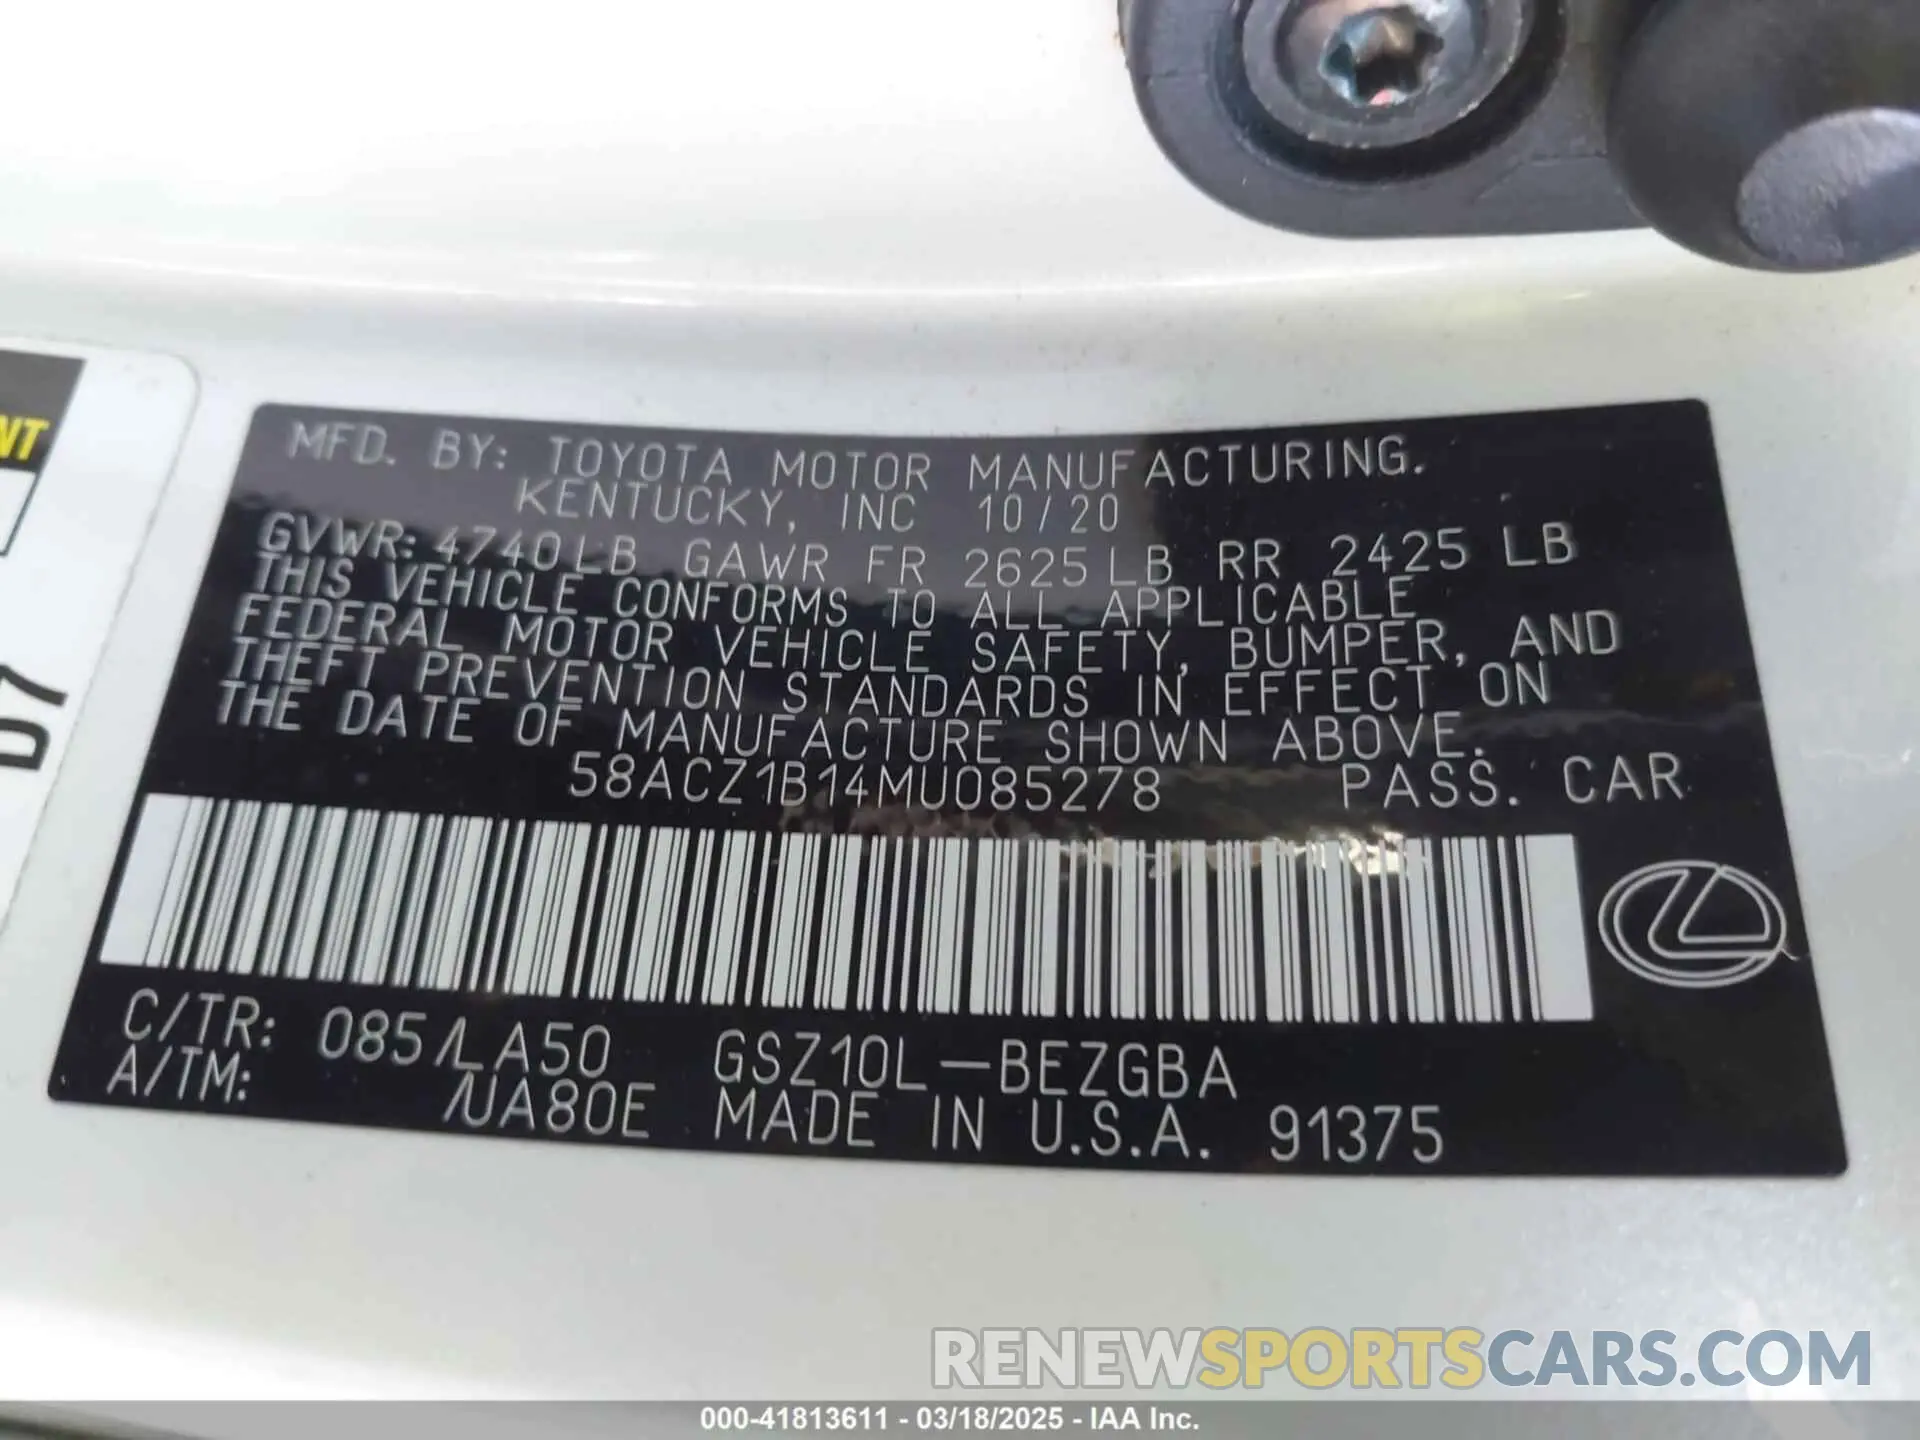 NT
D7
MFD. BY: TOYOTA MOTOR MANUFACTURING.
KENTUCKY, INC 10/20
GVWR: 4740LB GAWR FR 2625LB RR 2425 LB
THIS VEHICLE CONFORMS TO ALL APPLICABLE
FEDERAL MOTOR VEHICLE SAFETY, BUMPER, AND
THEFT PREVENTION STANDARDS IN EFFECT ON
THE DATE OF MANUFACTURE SHOWN ABOVE.
58ACZ1B14MU085278 PASS. CAR
C/TR: 085/LA50 GSZ10L-BEZGBA
A/TM: /UA80E MADE IN U.S.A. 91375
RENEWSPORTSCARS.COM
000-41813611 - 03/18/2025 - IAA Inc.